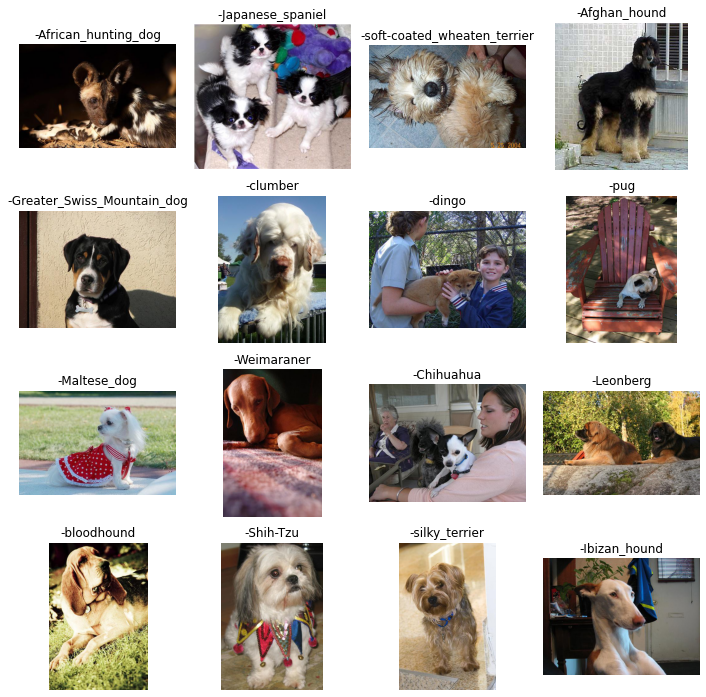 -African_hunting_dog
-Japanese_spaniel
-soft-coated_wheaten_terrier
-Afghan_hound
-Greater_Swiss_Mountain_dog
-clumber
-dingo
-pug
-Maltese_dog
-Weimaraner
-Chihuahua
-Leonberg
-bloodhound
-Shih-Tzu
-silky_terrier
-Ibizan_hound